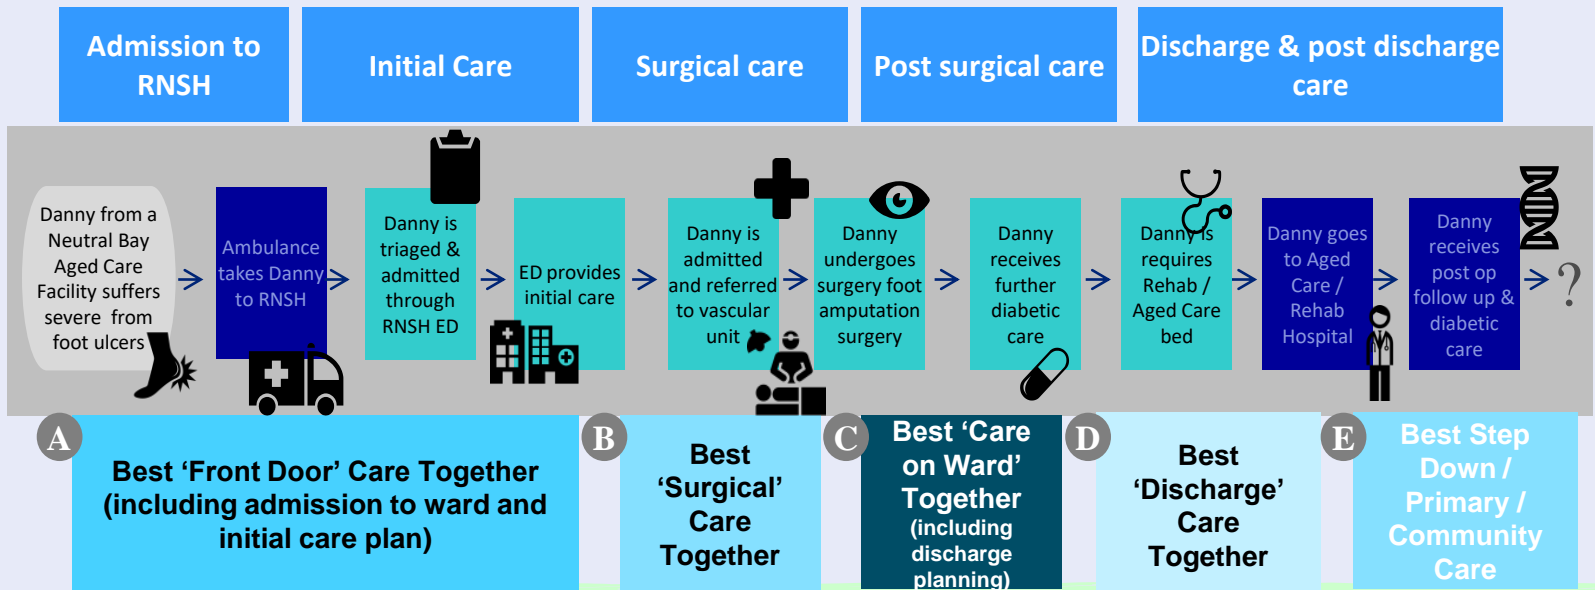 Admission to
RNSH
Initial Care
Surgical care
Post surgical care
Discharge & post discharge
care
Danny from a
Neutral Bay
Aged Care
Facility suffers
severe from
foot ulcers
Ambulance
takes Danny
to RNSH
Danny is
triaged &
admitted
through
RNSH ED
ED provides
initial care
Danny is
admitted
and referred
to vascular
unit
Danny
undergoes
surgery foot
amputation
surgery
Danny
receives
further
diabetic
care
Danny is
requires
Rehab /
Aged Care
bed
Danny goes
to Aged
Care /
Rehab
Hospital
Danny
receives
post op
follow up &
diabetic
care
?
A
Best ‘Front Door’ Care Together
(including admission to ward and
initial care plan)
B
Best
‘Surgical’
Care
Together
C
Best ‘Care
on Ward’
Together
(including
discharge
planning)
D
Best
‘Discharge’
Care
Together
E
Best Step
Down /
Primary /
Community
Care